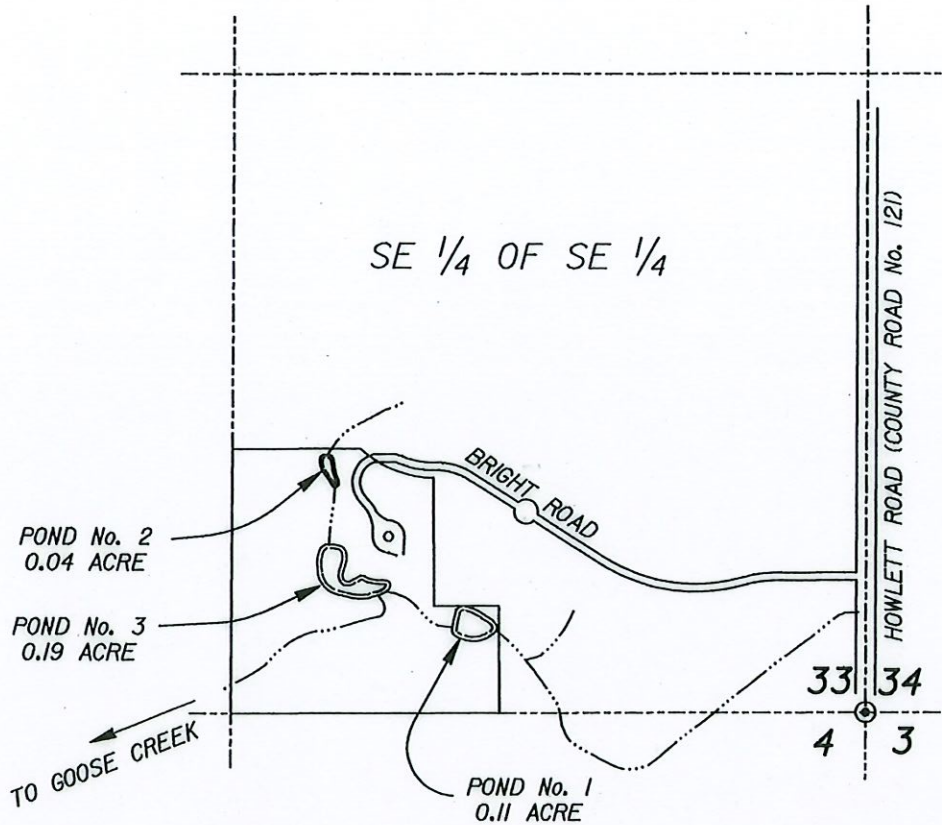 SE 1/4 OF SE 1/4
HOWLETT ROAD (COUNTY ROAD No. 121)
BRIGHT ROAD
POND No. 2
0.04 ACRE
POND No. 3
0.19 ACRE
33 34
4 3
TO GOOSE CREEK
POND No. 1
0.11 ACRE